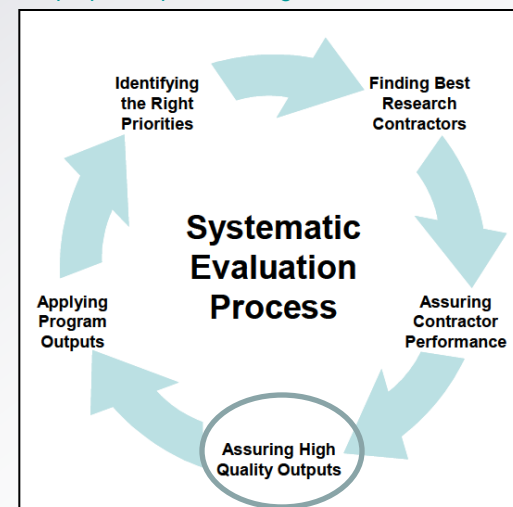 Identifying
the Right
Priorities
Finding Best
Research
Contractors
Systematic
Evaluation
Process
Applying
Program
Outputs
Assuring
Contractor
Performance
Assuring High
Quality Outputs